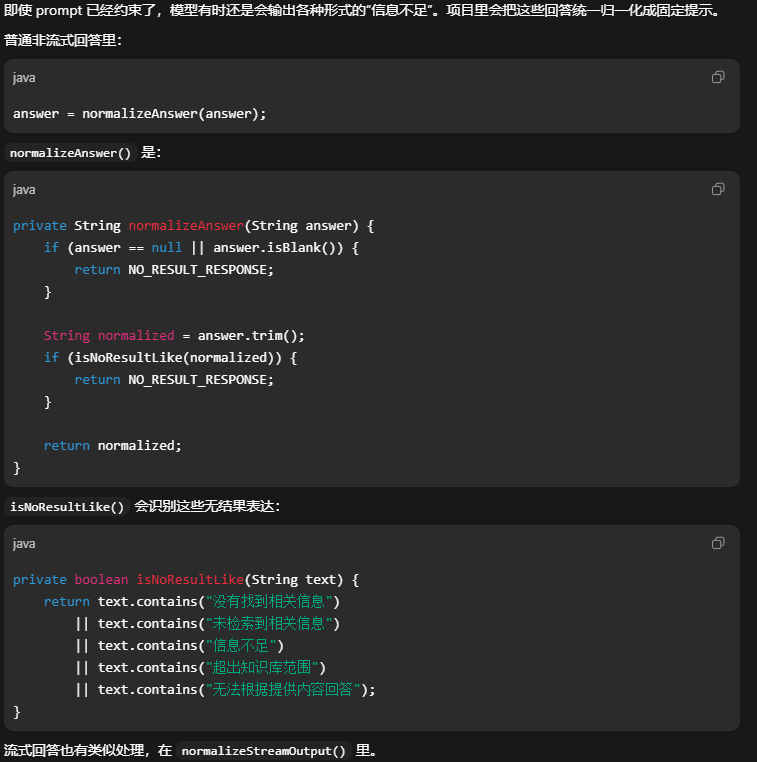 即使 prompt 已经约束了，模型有时还是会输出各种形式的“信息不足”。项目里会把这些回答统一归一化成固定提示。
普通非流式回答里：
java
answer = normalizeAnswer(answer);
normalizeAnswer() 是：
java
private String normalizeAnswer(String answer) {
    if (answer == null || answer.isBlank()) {
        return NO_RESULT_RESPONSE;
    }

    String normalized = answer.trim();
    if (isNoResultLike(normalized)) {
        return NO_RESULT_RESPONSE;
    }

    return normalized;
}
isNoResultLike() 会识别这些无结果表达：
java
private boolean isNoResultLike(String text) {
    return text.contains("没有找到相关信息")
        || text.contains("未检索到相关信息")
        || text.contains("信息不足")
        || text.contains("超出知识库范围")
        || text.contains("无法根据提供内容回答");
}
流式回答也有类似处理，在 normalizeStreamOutput() 里。